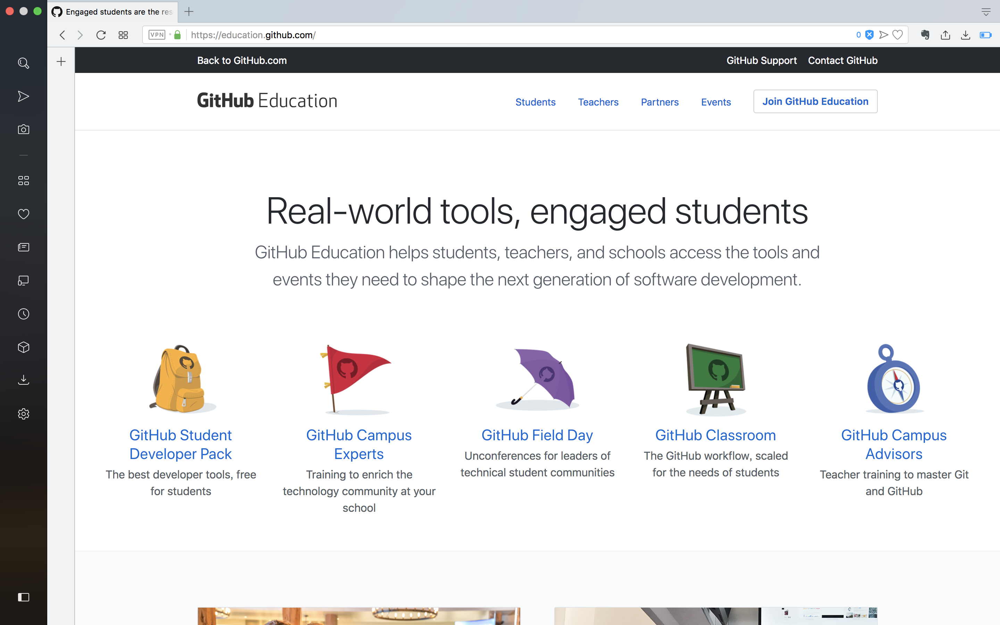 Engaged students are the res
VPN
https://education.github.com/
0
Back to GitHub.com
GitHub Support
Contact GitHub
GitHub Education
Students
Teachers
Partners
Events
Join GitHub Education
Real-world tools, engaged students
GitHub Education helps students, teachers, and schools access the tools and
events they need to shape the next generation of software development.
GitHub Student
Developer Pack
The best developer tools, free
for students
GitHub Campus
Experts
Training to enrich the
technology community at your
school
GitHub Field Day
Unconferences for leaders of
technical student communities
GitHub Classroom
The GitHub workflow, scaled
for the needs of students
GitHub Campus
Advisors
Teacher training to master Git
and GitHub